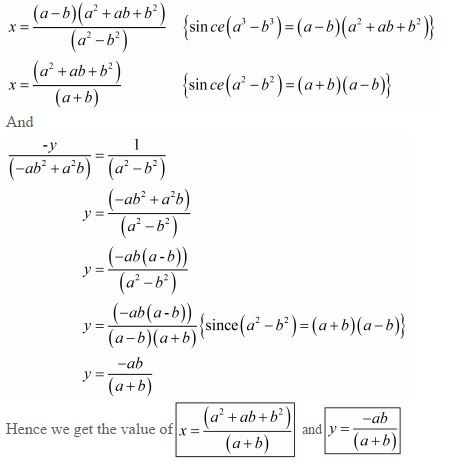 x = (a-b)(a² + ab + b²) / (a² - b²) {sin ce(a³ - b³) = (a-b)(a² + ab + b²)}
x = (a² + ab + b²) / (a+b) {sin ce(a² - b²) = (a+b)(a-b)}
And
-y / (-ab² + a²b) = 1 / (a² - b²)
y = (-ab² + a²b) / (a² - b²)
y = (-ab(a-b)) / (a² - b²)
y = (-ab(a-b)) / (a-b)(a+b) {since(a² - b²) = (a+b)(a-b)}
y = -ab / (a+b)
Hence we get the value of x = (a² + ab + b²) / (a+b) and y = -ab / (a+b)